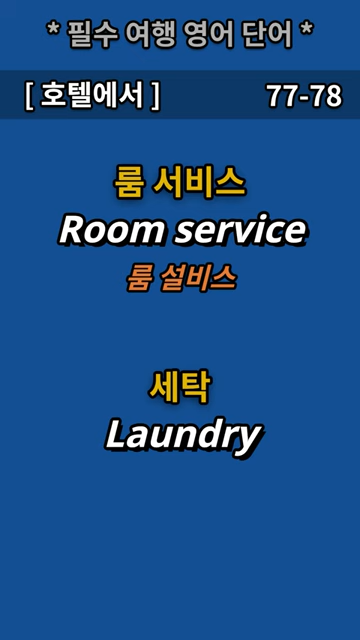 * 필수 여행 영어 단어 *
[ 호텔에서 ] 77-78
룸 서비스
Room service
룸 설비스
세탁
Laundry